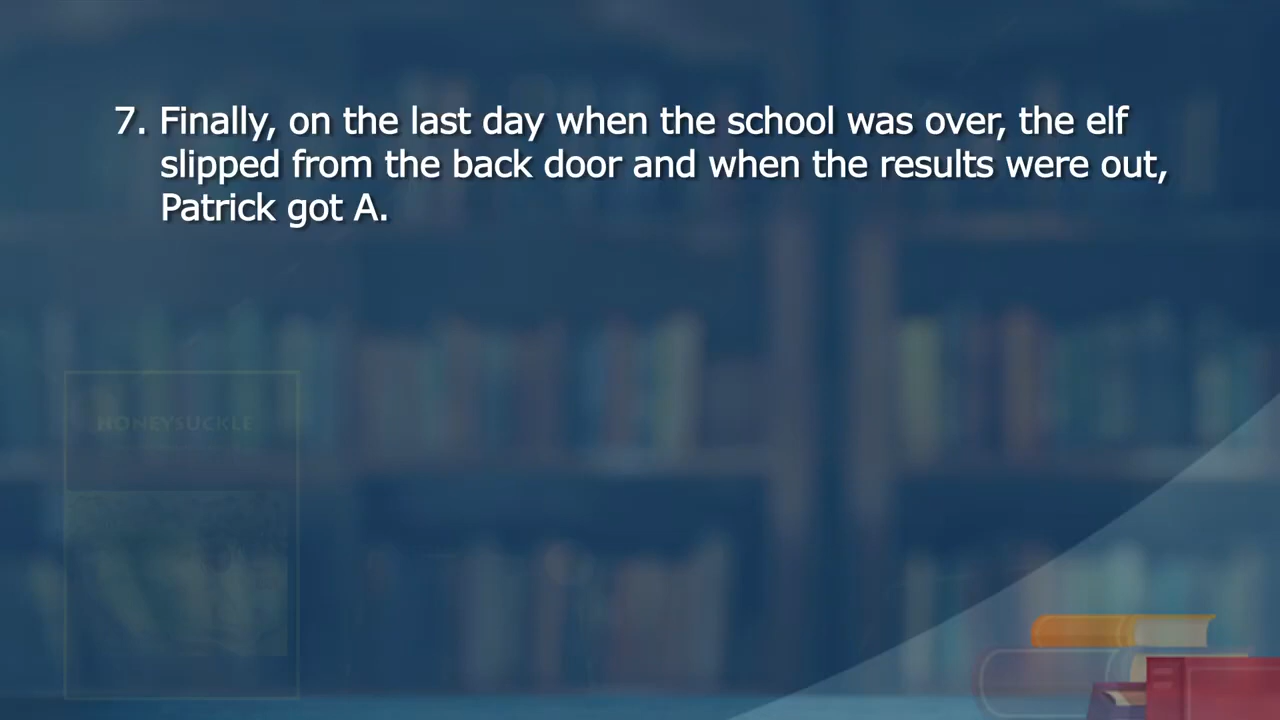 7. Finally, on the last day when the school was over, the elf
slipped from the back door and when the results were out,
Patrick got A.
HONEYSUCKLE